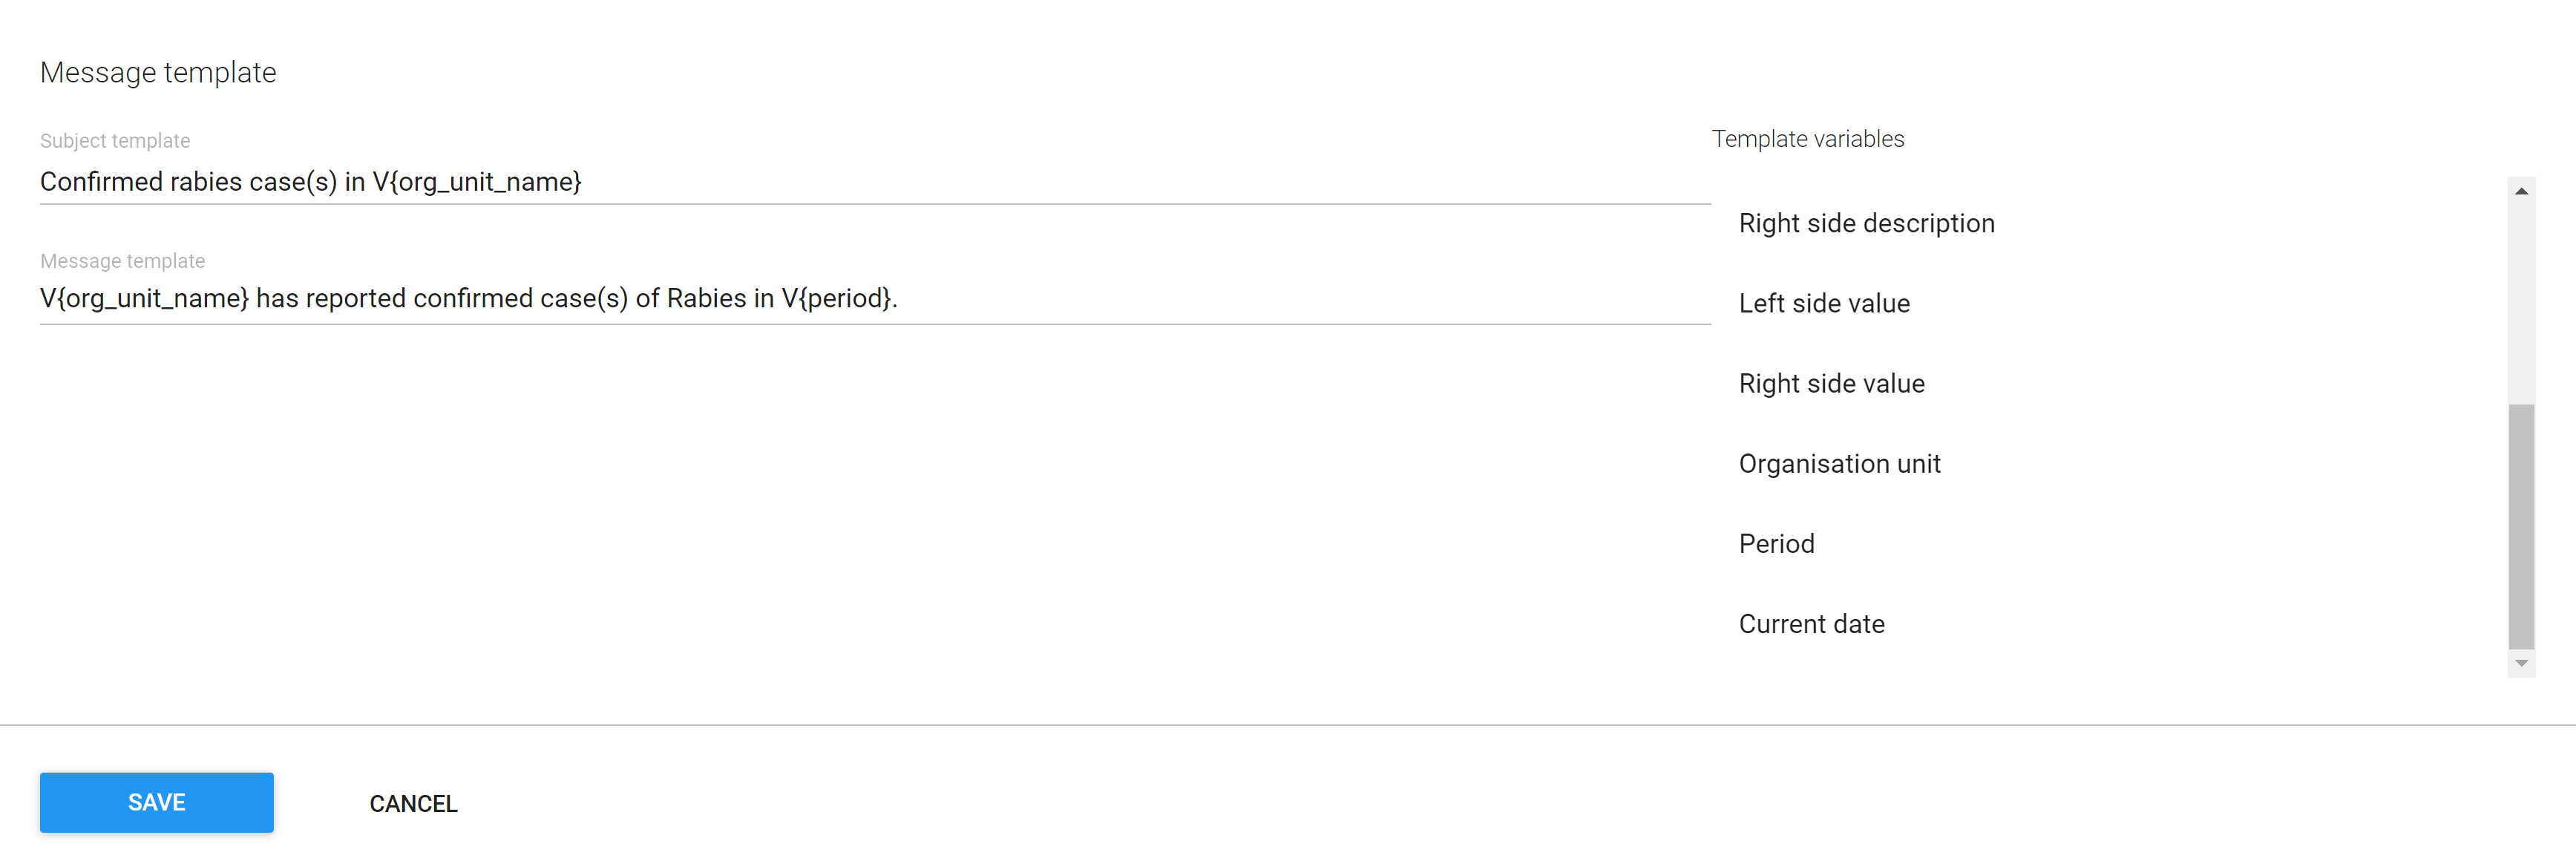 Message template
Subject template
Confirmed rabies case(s) in V{org_unit_name}
Message template
V{org_unit_name} has reported confirmed case(s) of Rabies in V{period}.
Template variables
Right side description
Left side value
Right side value
Organisation unit
Period
Current date
SAVE
CANCEL